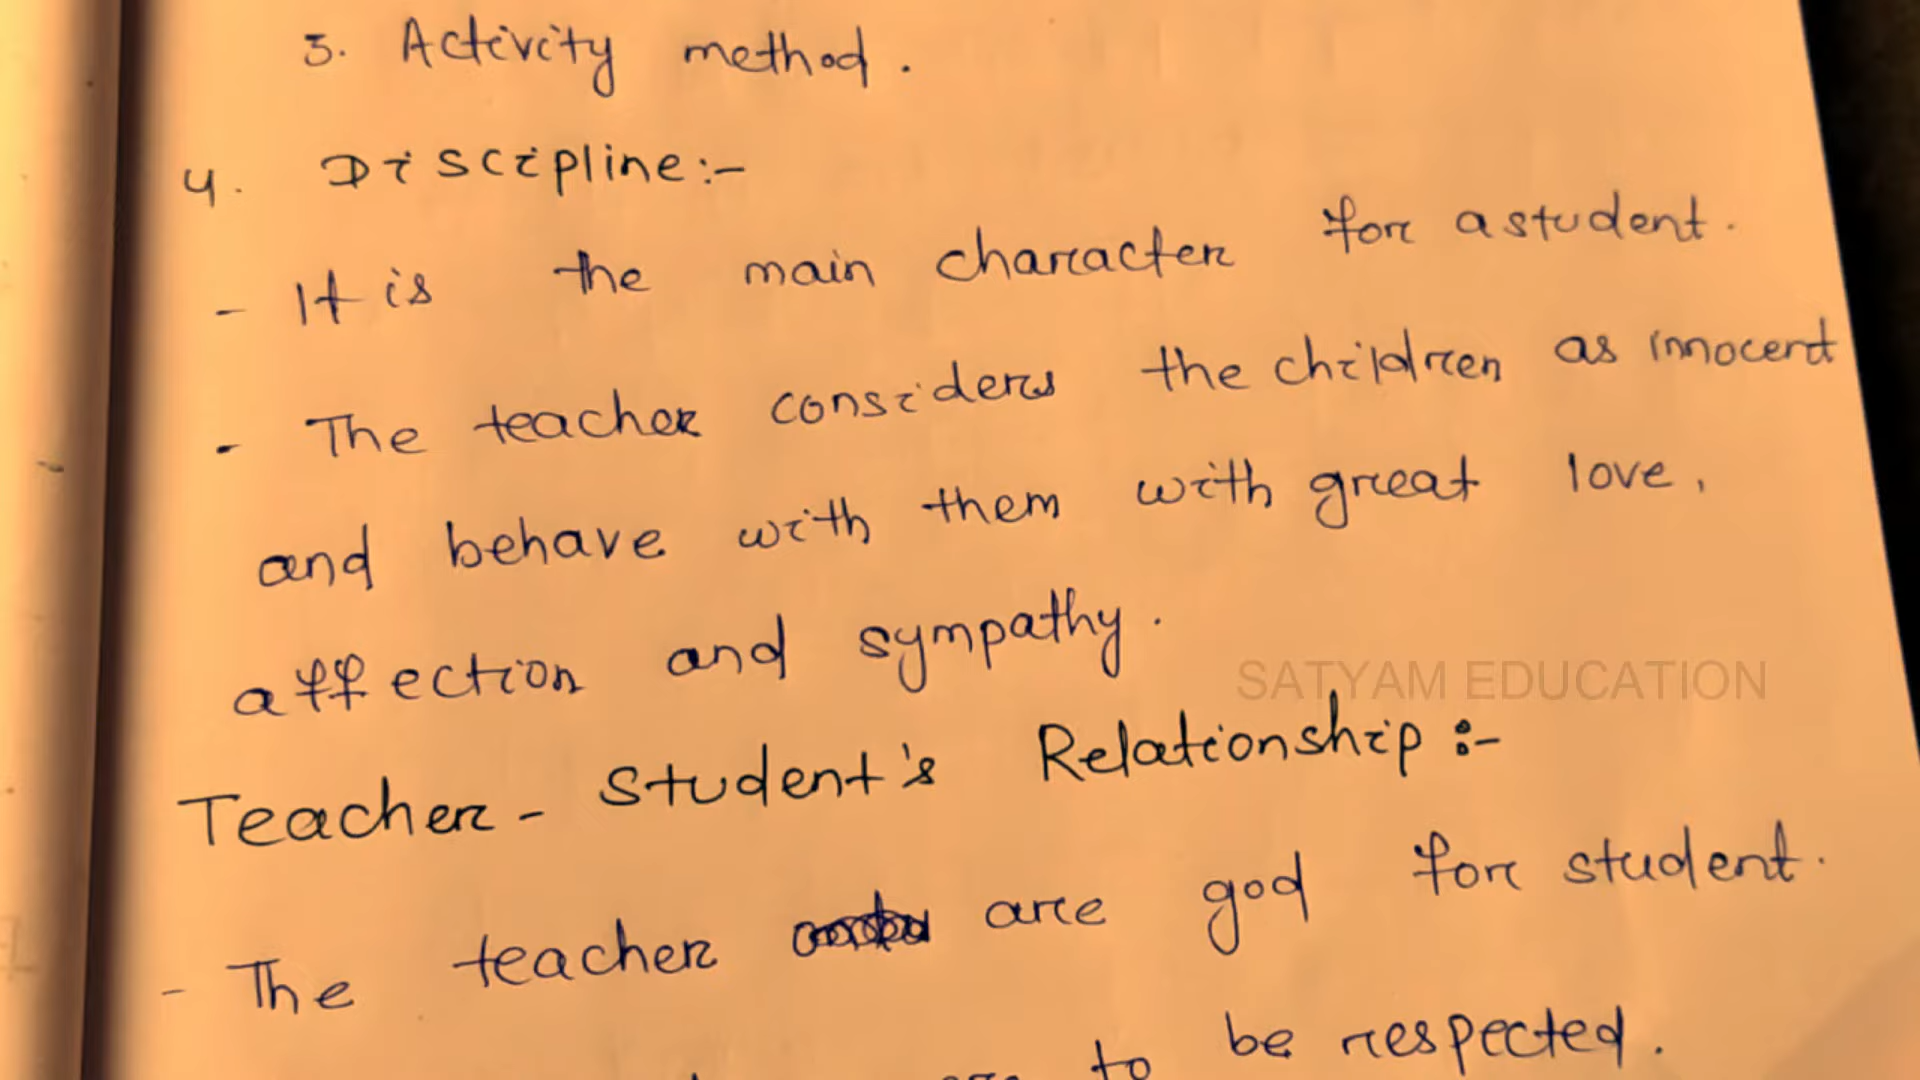 3. Activity method.
4. Discipline:-
- It is the main character for a student.
- The teacher considers the children as innocent
and behave with them with great love,
affection and sympathy.
SATYAM EDUCATION
Teacher - Student's Relationship :-
- The teacher are god for student.
to be respected.